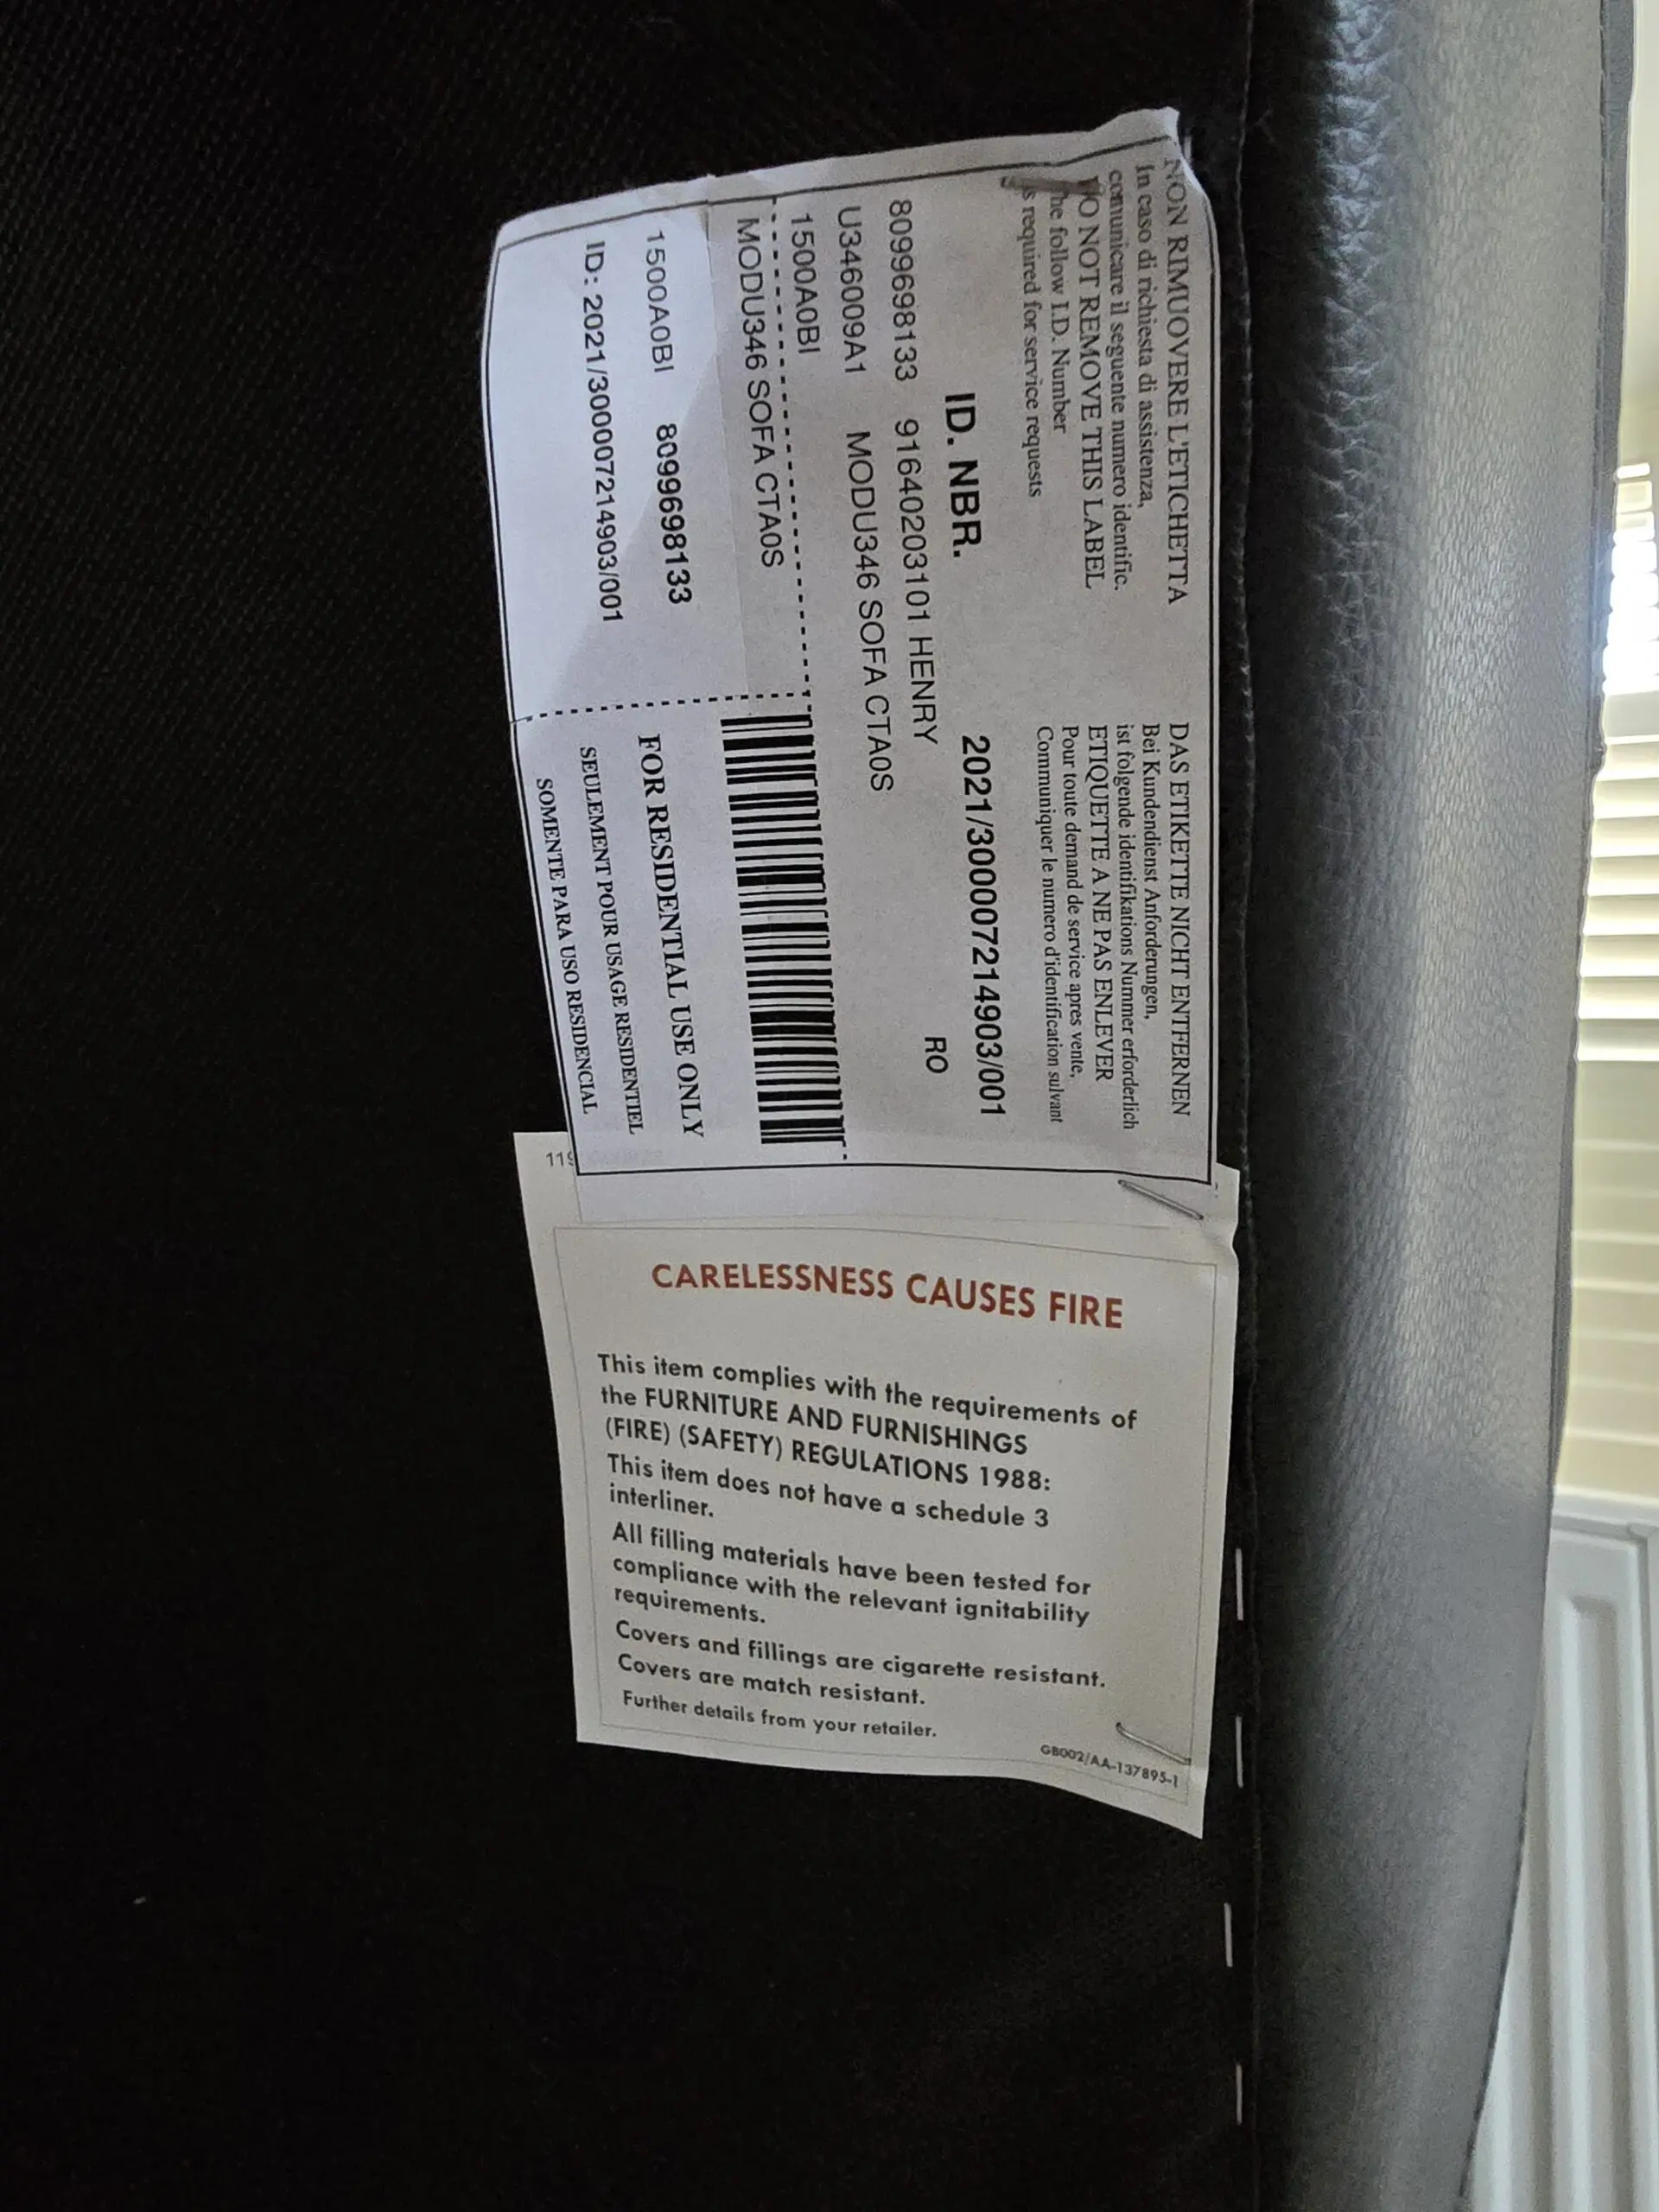 NON RIMUOVERE L'ETICHETTA
In caso di richiesta di assistenza,
comunicare il seguente numero identific.
DO NOT REMOVE THIS LABEL
The follow I.D. Number
is required for service requests
DAS ETIKETTE NICHT ENTFERNEN
Bei Kundendienst Anforderungen,
ist folgende identifikations Nummer erforderlich
ETIQUETTE A NE PAS ENLEVER
Pour toute demand de service apres vente,
Communiquer le numero d'identification sulvant
ID. NBR. 2021/300007214903/001
8099698133 91640203101 HENRY RO
U346009A1 MODU346 SOFA CTA0S
1500A0BI
MODU346 SOFA CTA0S
1500A0BI 8099698133
ID: 2021/300007214903/001
FOR RESIDENTIAL USE ONLY
SEULEMENT POUR USAGE RESIDENTIEL
SOMENTE PARA USO RESIDENCIAL
CARELESSNESS CAUSES FIRE
This item complies with the requirements of
the FURNITURE AND FURNISHINGS
(FIRE) (SAFETY) REGULATIONS 1988:
This item does not have a schedule 3
interliner.
All filling materials have been tested for
compliance with the relevant ignitability
requirements.
Covers and fillings are cigarette resistant.
Covers are match resistant.
Further details from your retailer.
GB002/AA-137895-1